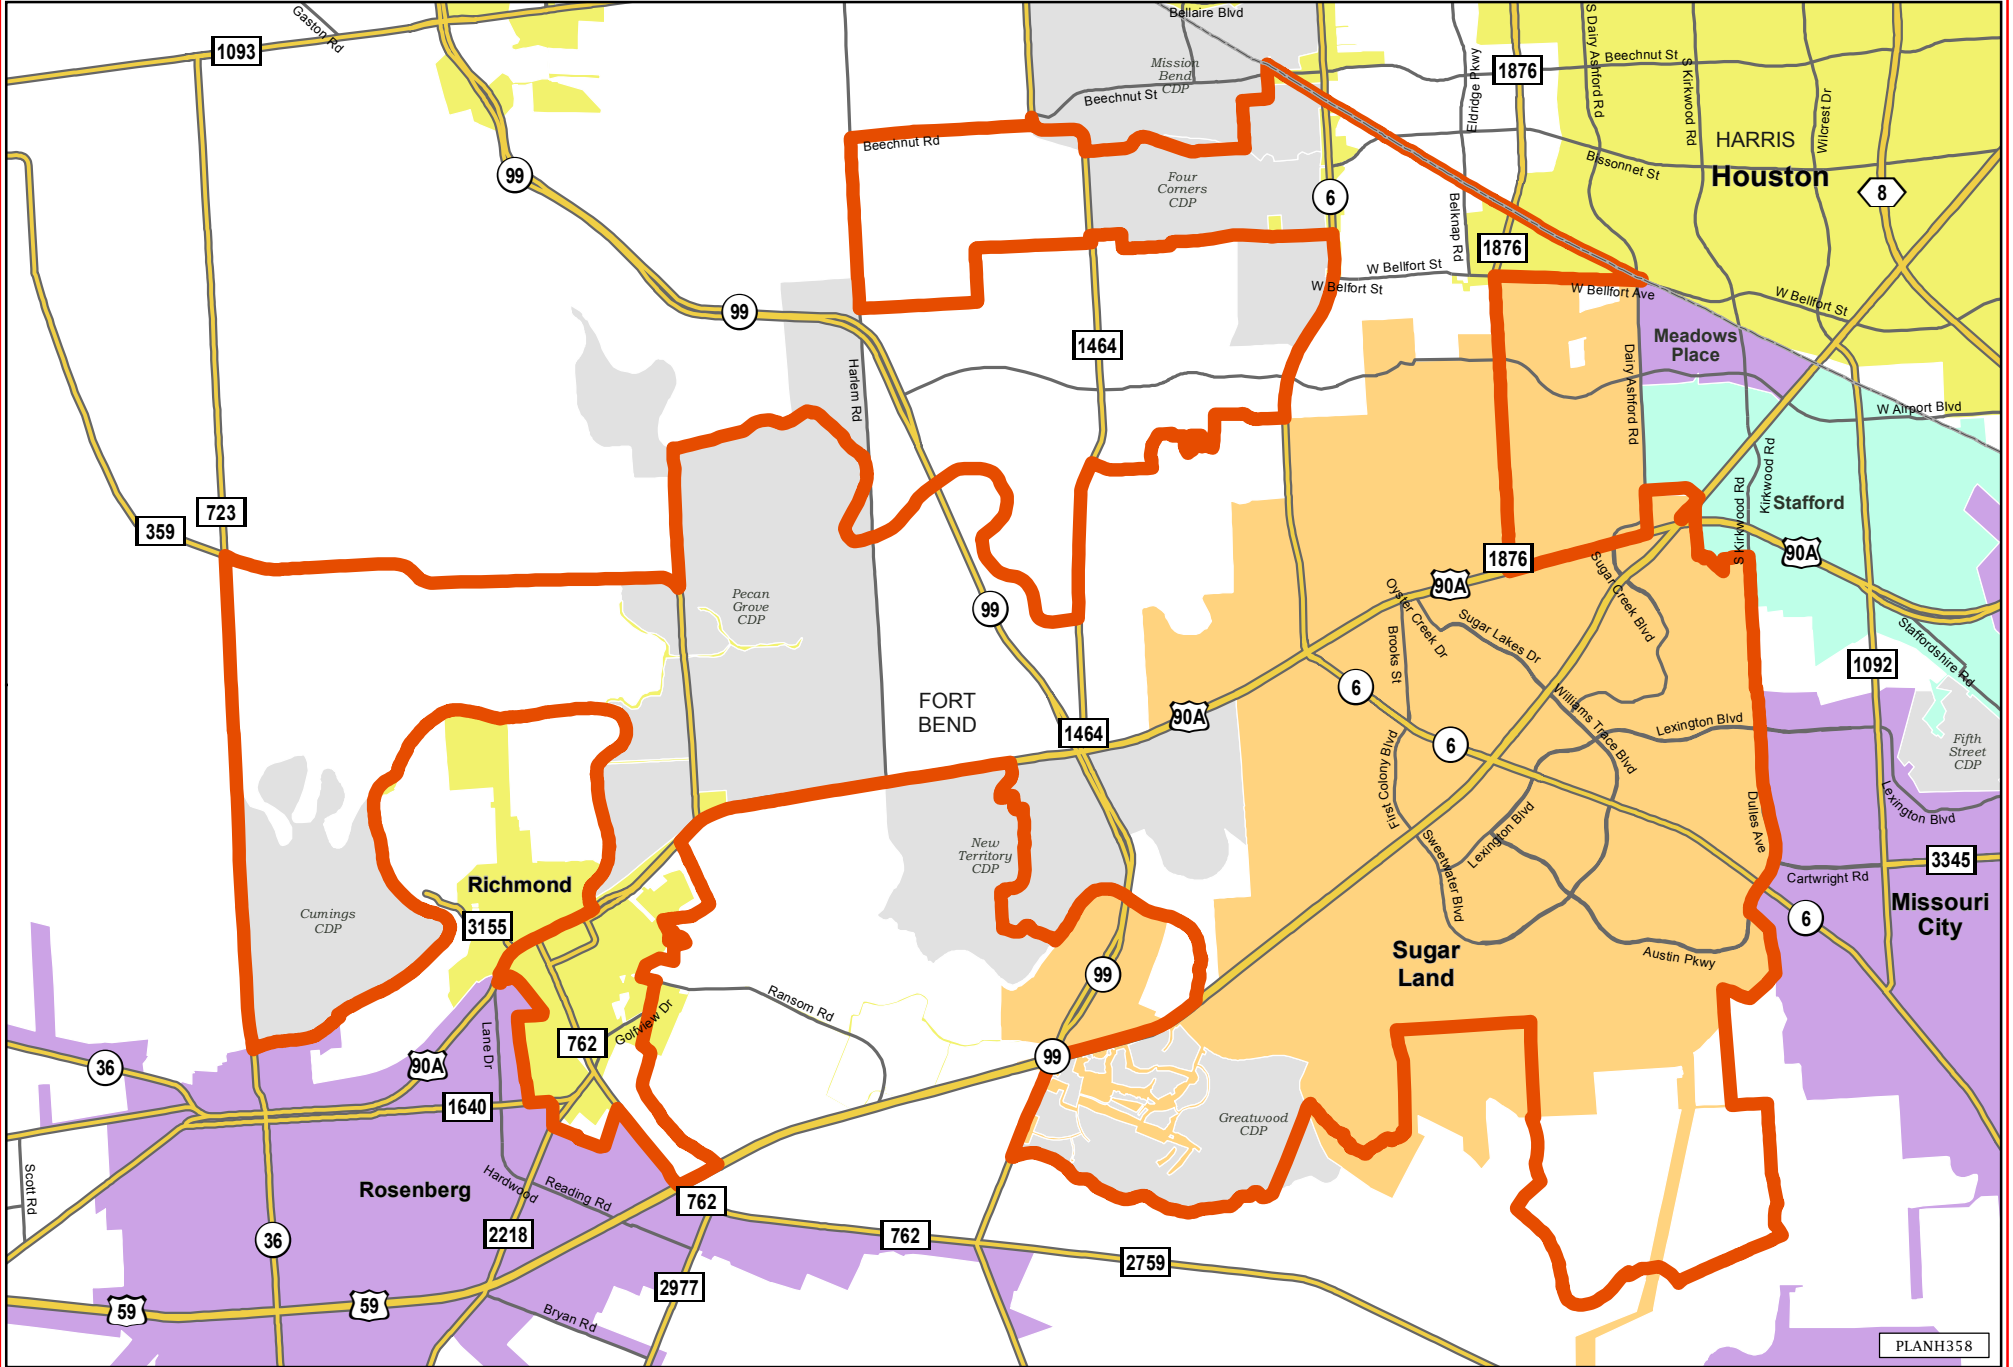 Gaston Rd
1093
Bellaire Blvd
Mission
Bend
CDP
Beechnut St
Eldridge Pkwy
1876
S Dairy Ashford Rd
Beechnut St
S Kirkwood Rd
Wilcrest Dr
HARRIS
Houston
8
Bissonnet St
Beechnut Rd
99
Four
Corners
CDP
6
Belknap Rd
1876
W Bellfort St
W Belfort St
W Bellfort Ave
W Bellfort St
99
1464
Harlem Rd
Meadows
Place
Dairy Ashford Rd
W Airport Blvd
Kirkwood Rd
S Kirkwood Rd
Stafford
723
359
1876
90A
90A
Sugar Creek Blvd
Oyster Creek Dr
Sugar Lakes Dr
Brooks St
Pecan
Grove
CDP
99
Staffordshire Rd
1092
6
Williams Trace Blvd
FORT
BEND
1464
90A
6
Lexington Blvd
Fifth
Street
CDP
First Colony Blvd
Lexington Blvd
Dulles Ave
Lexington Blvd
New
Territory
CDP
Sweetwater Blvd
3345
Cartwright Rd
Richmond
3155
Cumings
CDP
Missouri
City
6
Sugar
Land
Austin Pkwy
99
Ransom Rd
Golfview Dr
762
Lane Dr
36
90A
99
1640
Greatwood
CDP
Scott Rd
Rosenberg
Hardwood
Reading Rd
762
2218
762
36
2759
2977
59
59
Bryan Rd
PLANH358